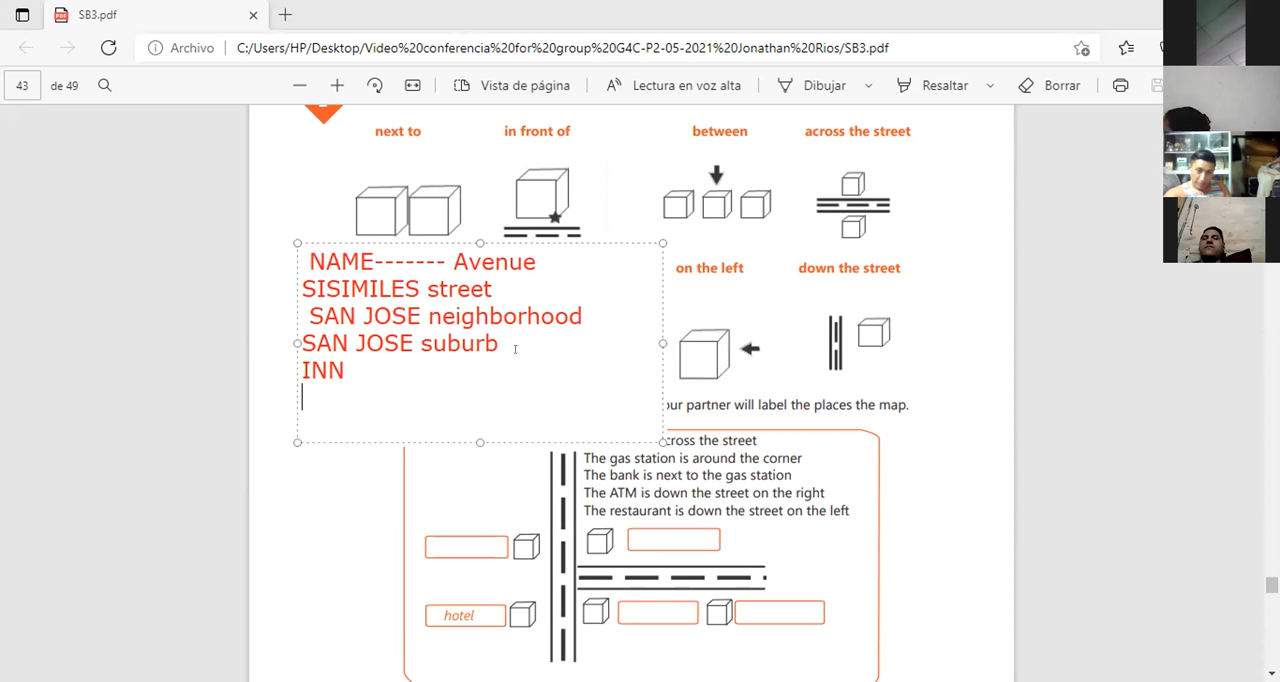 SB3.pdf
Archivo C:/Users/HP/Desktop/Video%20conferencia%20for%20group%20G4C-P2-05-2021%20Jonathan%20Rios/SB3.pdf
43 de 49 Vista de página Lectura en voz alta Dibujar Resaltar Borrar
next to in front of between across the street
NAME------- Avenue
SISIMILES street
SAN JOSE neighborhood
SAN JOSE suburb
INN
on the left down the street
our partner will label the places the map.
cross the street
The gas station is around the corner
The bank is next to the gas station
The ATM is down the street on the right
The restaurant is down the street on the left
hotel